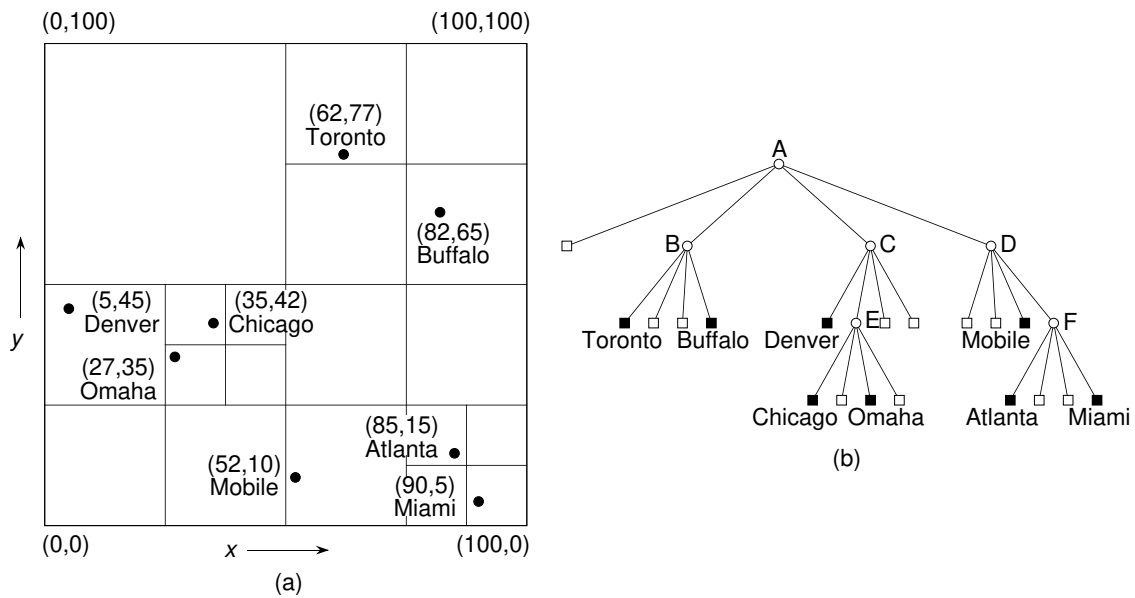 (0,100)
(100,100)
(62,77)
Toronto
(82,65)
Buffalo
(5,45)
Denver
(35,42)
Chicago
(27,35)
Omaha
(85,15)
Atlanta
(52,10)
Mobile
(90,5)
Miami
y
(0,0)
x
(100,0)
(a)
A
B
C
D
Toronto
Buffalo
Denver
E
Mobile
F
Chicago
Omaha
Atlanta
Miami
(b)